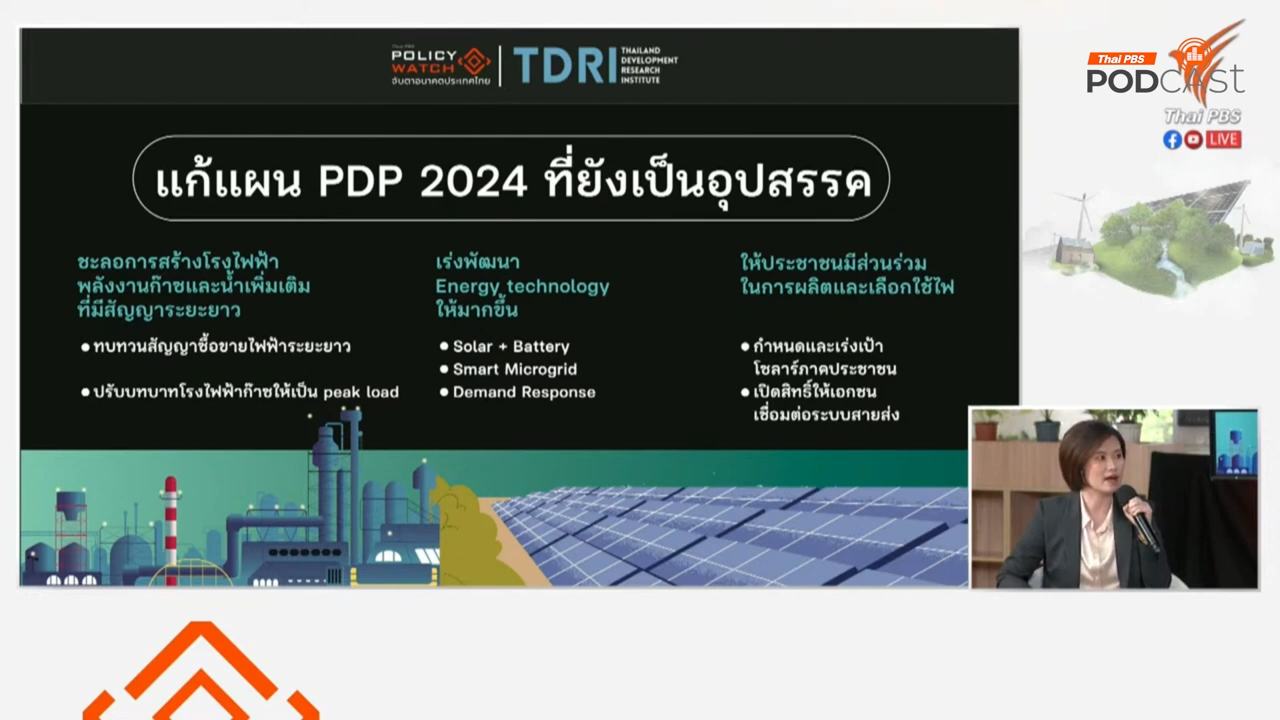 Thai PBS
POLICY
WATCH
จับตาอนาคตประเทศไทย
TDRI
THAILAND
DEVELOPMENT
RESEARCH
INSTITUTE
Thai PBS
PODCAST
Thai PBS
LIVE
แก้แผน PDP 2024 ที่ยังเป็นอุปสรรค
ชะลอการสร้างโรงไฟฟ้า
พลังงานก๊าซและน้ำเพิ่มเติม
ที่มีสัญญาระยะยาว
● ทบทวนสัญญาซื้อขายไฟฟ้าระยะยาว
● ปรับบทบาทโรงไฟฟ้าก๊าซให้เป็น peak load
เร่งพัฒนา
Energy technology
ให้มากขึ้น
● Solar + Battery
● Smart Microgrid
● Demand Response
ให้ประชาชนมีส่วนร่วม
ในการผลิตและเลือกใช้ไฟ
● กำหนดและเร่งเป้า
โซลาร์ภาคประชาชน
● เปิดสิทธิ์ให้เอกชน
เชื่อมต่อระบบสายส่ง